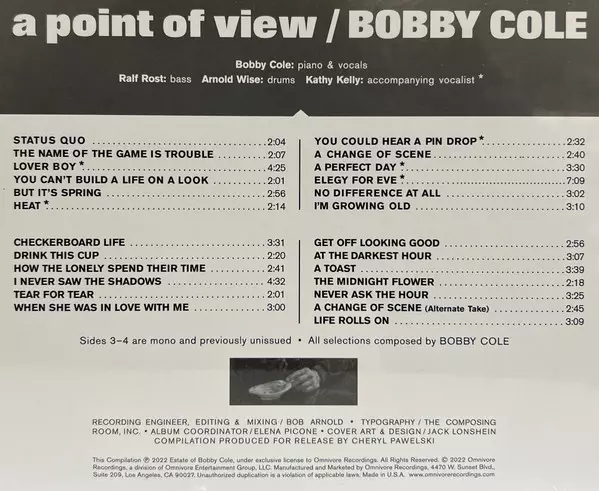 a point of view / BOBBY COLE
Bobby Cole: piano & vocals
Ralf Rost: bass Arnold Wise: drums Kathy Kelly: accompanying vocalist *
STATUS QUO 2:04
THE NAME OF THE GAME IS TROUBLE 2:07
LOVER BOY * 4:25
YOU CAN'T BUILD A LIFE ON A LOOK 2:01
BUT IT'S SPRING 2:56
HEAT * 2:14
YOU COULD HEAR A PIN DROP * 2:32
A CHANGE OF SCENE 2:40
A PERFECT DAY * 3:30
ELEGY FOR EVE * 7:09
NO DIFFERENCE AT ALL 3:02
I'M GROWING OLD 3:10
CHECKERBOARD LIFE 3:31
DRINK THIS CUP 2:20
HOW THE LONELY SPEND THEIR TIME 2:41
I NEVER SAW THE SHADOWS 4:32
TEAR FOR TEAR 2:01
WHEN SHE WAS IN LOVE WITH ME 3:00
GET OFF LOOKING GOOD 2:56
AT THE DARKEST HOUR 3:07
A TOAST 3:39
THE MIDNIGHT FLOWER 2:18
NEVER ASK THE HOUR 3:25
A CHANGE OF SCENE (Alternate Take) 2:45
LIFE ROLLS ON 3:09
Sides 3–4 are mono and previously unissued • All selections composed by BOBBY COLE
RECORDING ENGINEER, EDITING & MIXING / BOB ARNOLD • TYPOGRAPHY / THE COMPOSING
ROOM, INC. • ALBUM COORDINATOR / ELENA PICONE • COVER ART & DESIGN / JACK LONSHEIN
COMPILATION PRODUCED FOR RELEASE BY CHERYL PAWELSKI
This Compilation ℗ 2022 Estate of Bobby Cole, under exclusive license to Omnivore Recordings. All Rights Reserved. © 2022 Omnivore
Recordings, a division of Omnivore Entertainment Group, LLC. Manufactured and Marketed by Omnivore Recordings, 4470 W. Sunset Blvd.,
Suite 209, Los Angeles, CA 90027. Unauthorized duplication is a violation of applicable laws. Made in U.S.A. www.omnivorerecordings.com